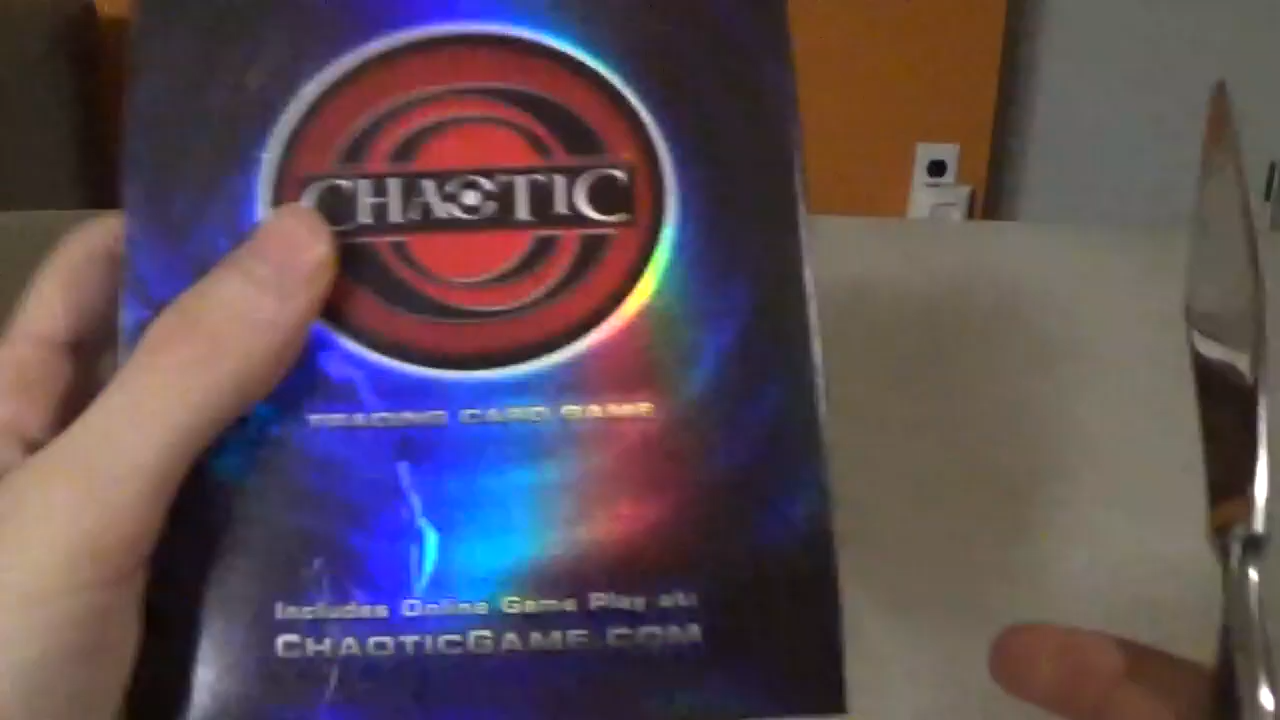 CHAOTIC
TRADING CARD GAME
Includes Online Game Play at:
CHAOTICGAME.COM